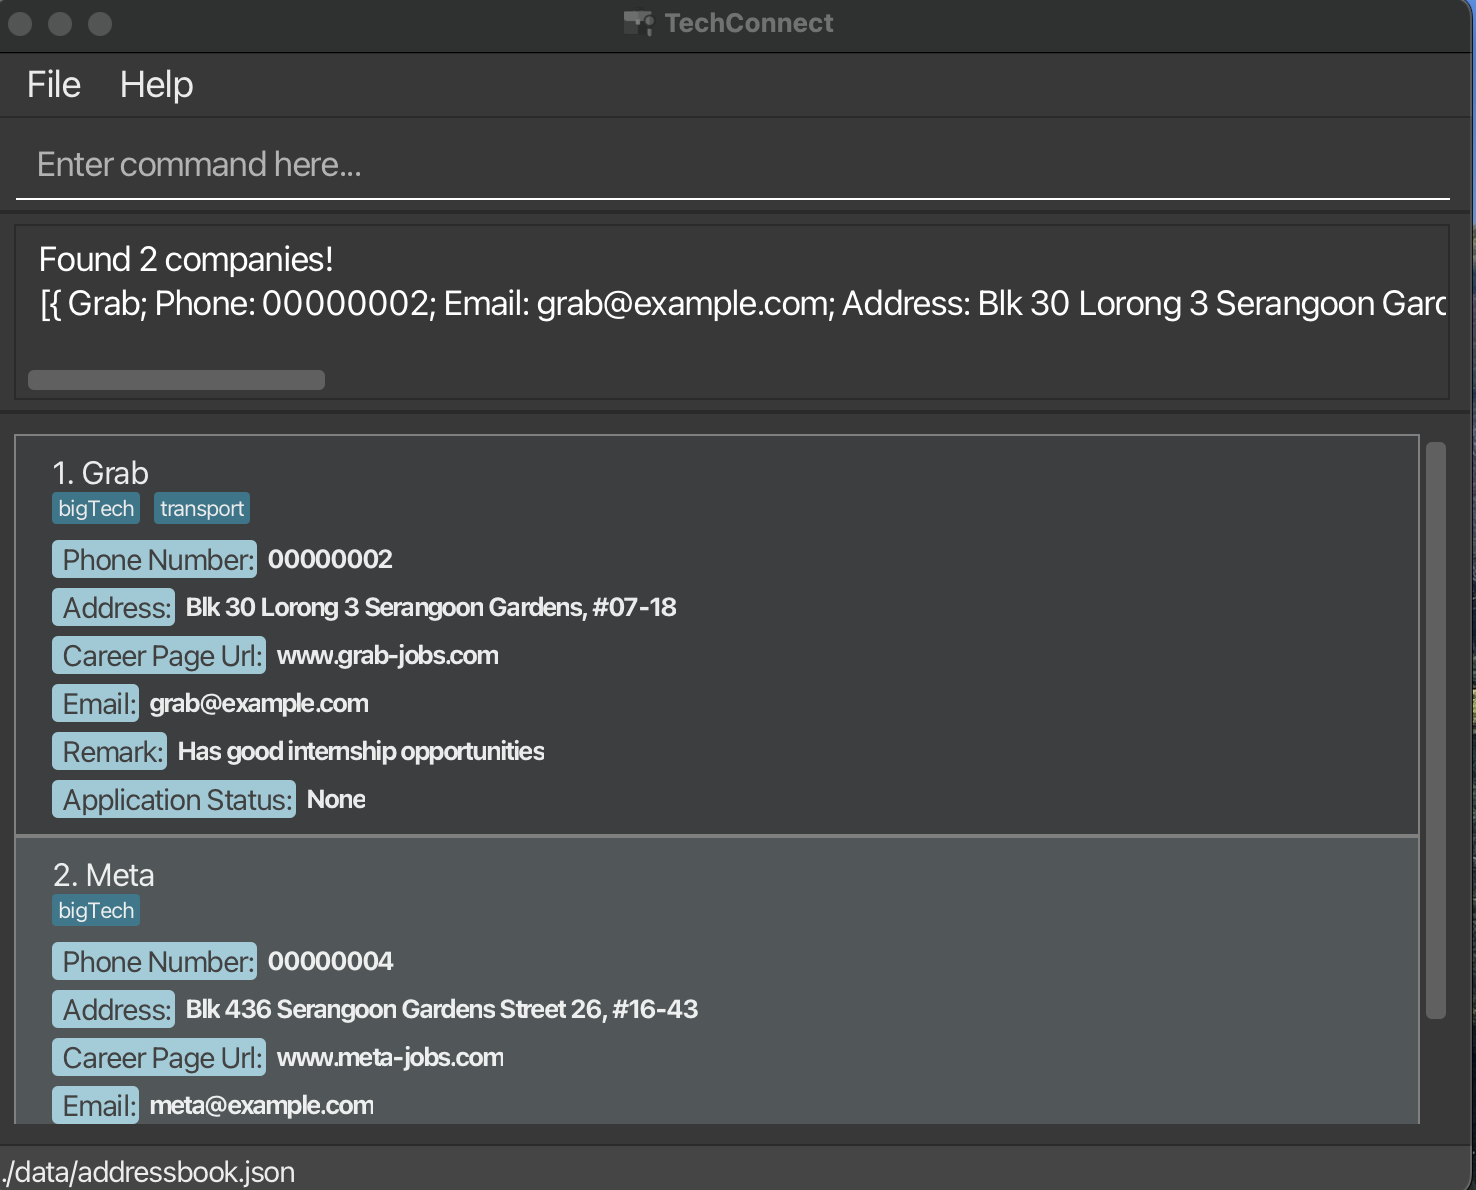 TechConnect
File Help
Enter command here...
Found 2 companies!
[{ Grab; Phone: 00000002; Email: grab@example.com; Address: Blk 30 Lorong 3 Serangoon Gard
1. Grab
bigTech transport
Phone Number: 00000002
Address: Blk 30 Lorong 3 Serangoon Gardens, #07-18
Career Page Url: www.grab-jobs.com
Email: grab@example.com
Remark: Has good internship opportunities
Application Status: None
2. Meta
bigTech
Phone Number: 00000004
Address: Blk 436 Serangoon Gardens Street 26, #16-43
Career Page Url: www.meta-jobs.com
Email: meta@example.com
./data/addressbook.json